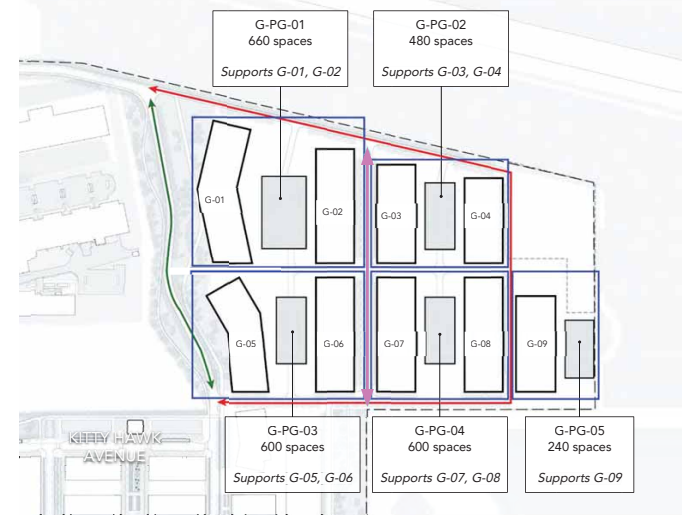 G-PG-01
660 spaces
Supports G-01, G-02
G-PG-02
480 spaces
Supports G-03, G-04
G-01
G-02
G-03
G-04
G-05
G-06
G-07
G-08
G-09
G-PG-03
600 spaces
Supports G-05, G-06
G-PG-04
600 spaces
Supports G-07, G-08
G-PG-05
240 spaces
Supports G-09
KITTY HAWK
AVENUE